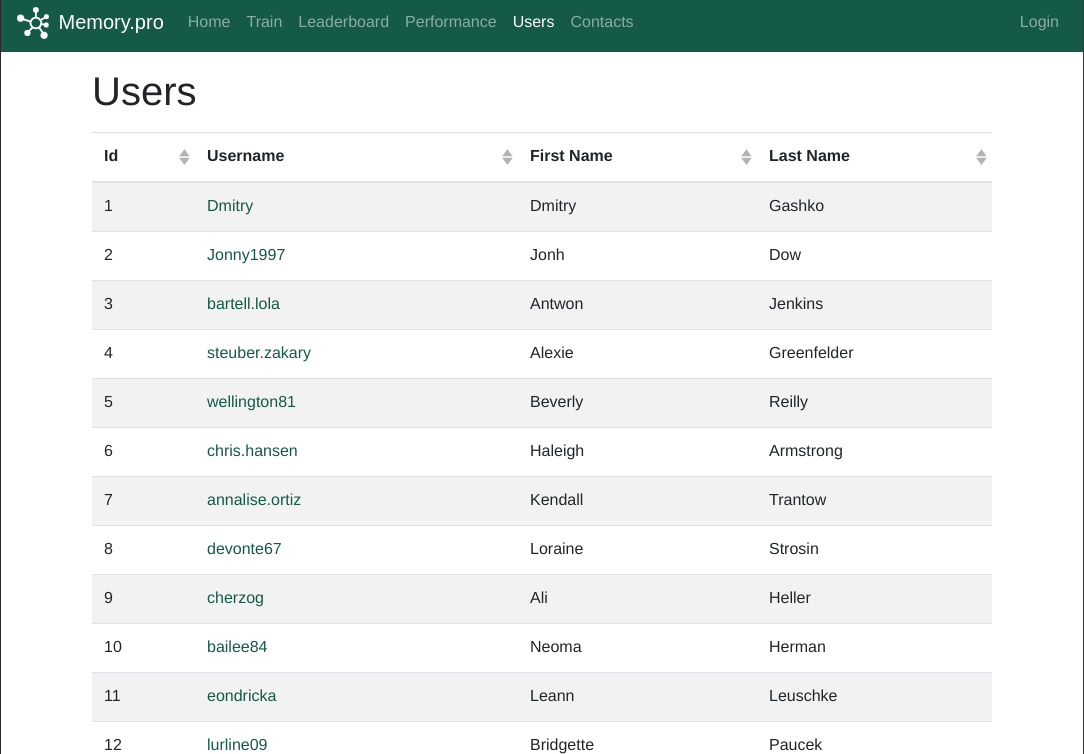 Memory.pro Home Train Leaderboard Performance Users Contacts Login
Users
Id Username First Name Last Name
1 Dmitry Dmitry Gashko
2 Jonny1997 Jonh Dow
3 bartell.lola Antwon Jenkins
4 steuber.zakary Alexie Greenfelder
5 wellington81 Beverly Reilly
6 chris.hansen Haleigh Armstrong
7 annalise.ortiz Kendall Trantow
8 devonte67 Loraine Strosin
9 cherzog Ali Heller
10 bailee84 Neoma Herman
11 eondricka Leann Leuschke
12 lurline09 Bridgette Paucek